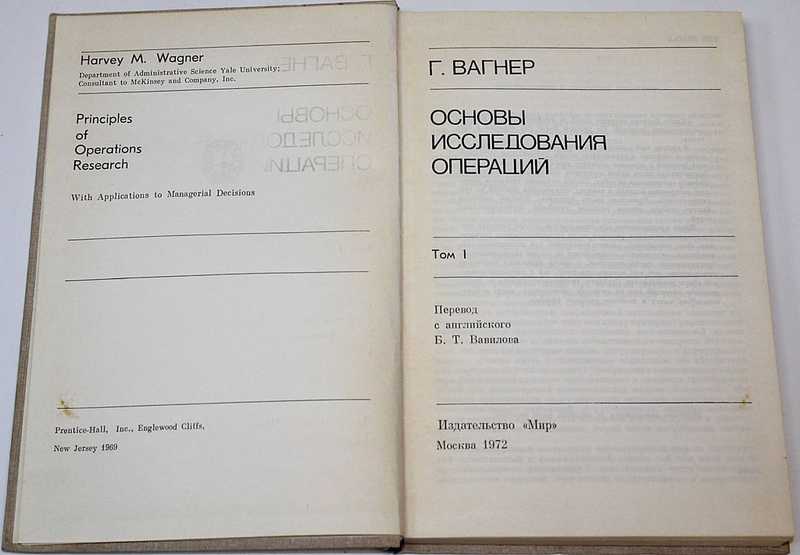 Harvey M. Wagner
Department of Administrative Science Yale University;
Consultant to McKinsey and Company, Inc.
Principles
of
Operations
Research
With Applications to Managerial Decisions
Prentice-Hall, Inc., Englewood Cliffs,
New Jersey 1969
Г. ВАГНЕР
ОСНОВЫ
ИССЛЕДОВАНИЯ
ОПЕРАЦИЙ
Том 1
Перевод
с английского
Б. Т. Вавилова
Издательство «Мир»
Москва 1972